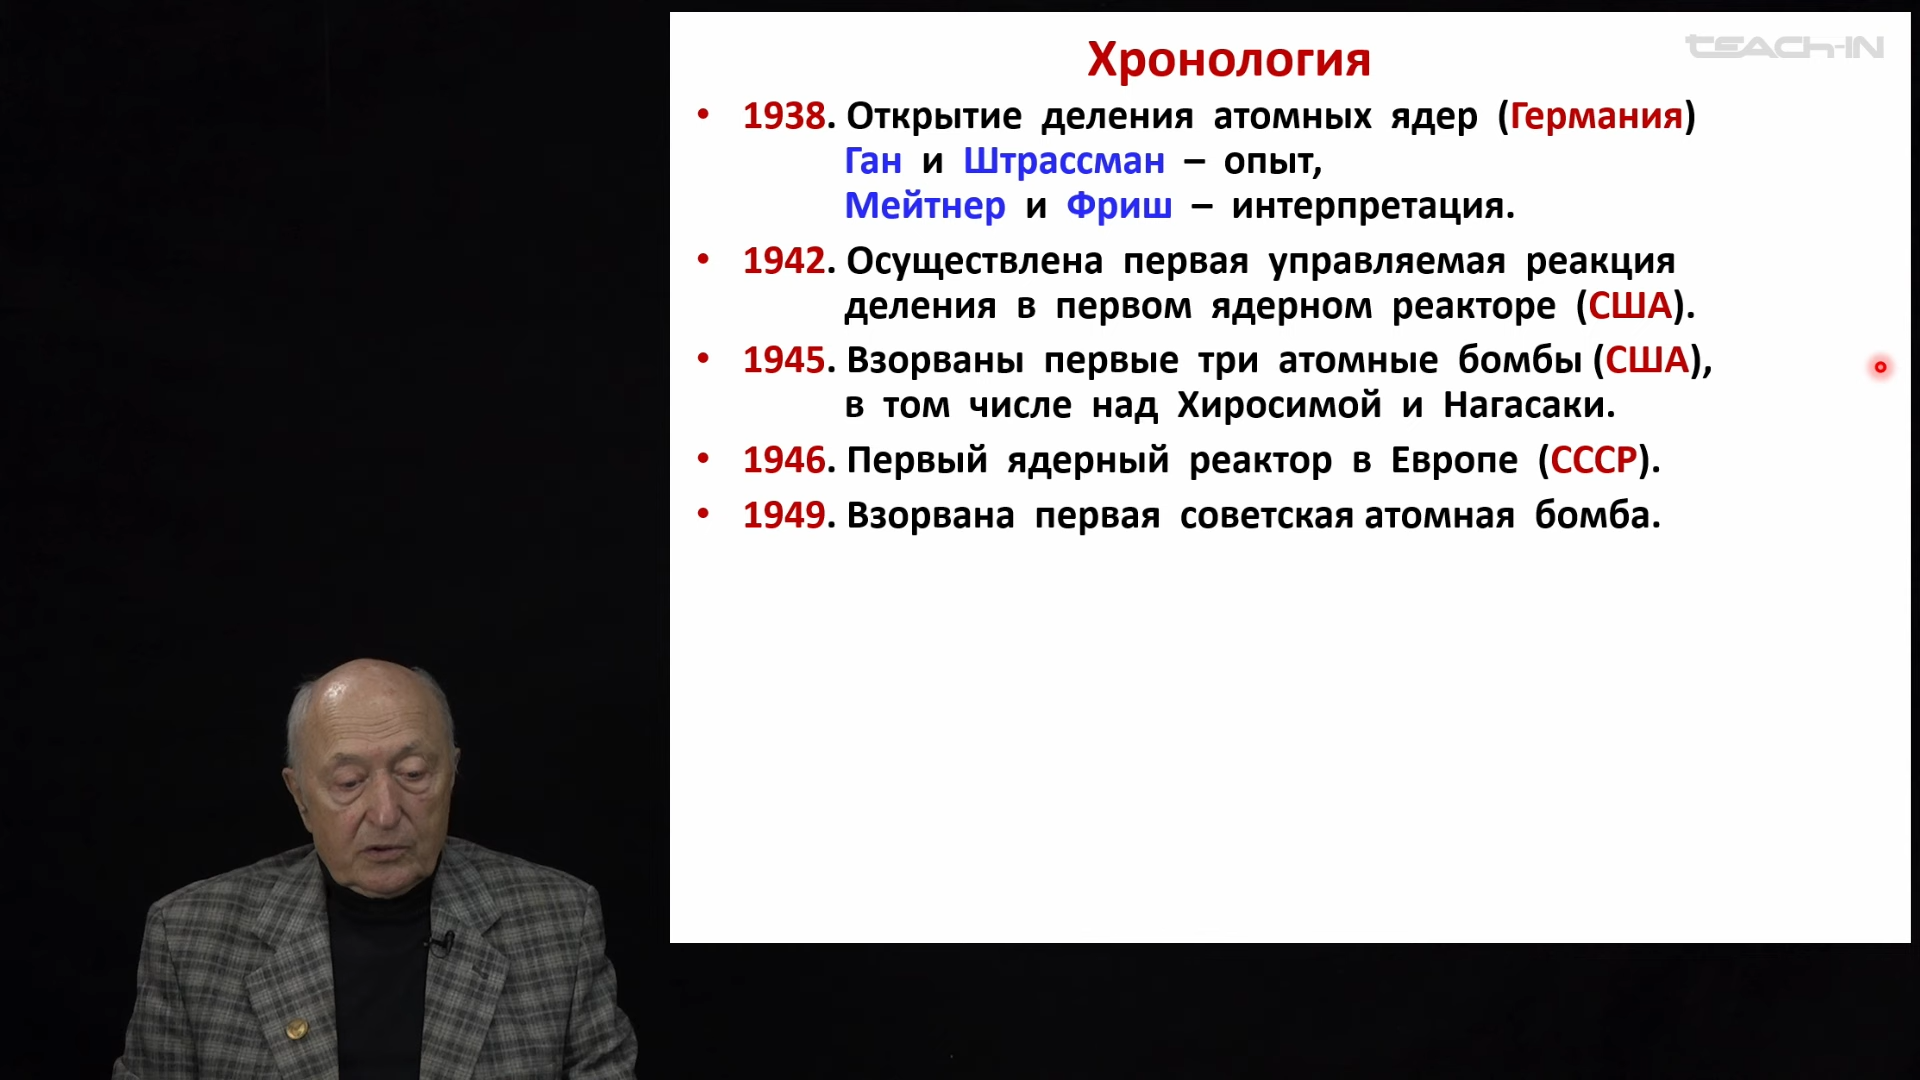 TEACH-IN
Хронология
• 1938. Открытие деления атомных ядер (Германия)
Ган и Штрассман – опыт,
Мейтнер и Фриш – интерпретация.
• 1942. Осуществлена первая управляемая реакция
деления в первом ядерном реакторе (США).
• 1945. Взорваны первые три атомные бомбы (США),
в том числе над Хиросимой и Нагасаки.
• 1946. Первый ядерный реактор в Европе (СССР).
• 1949. Взорвана первая советская атомная бомба.